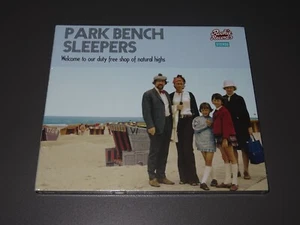 PARK BENCH
SLEEPERS
Welcome to our duty free shop of natural highs